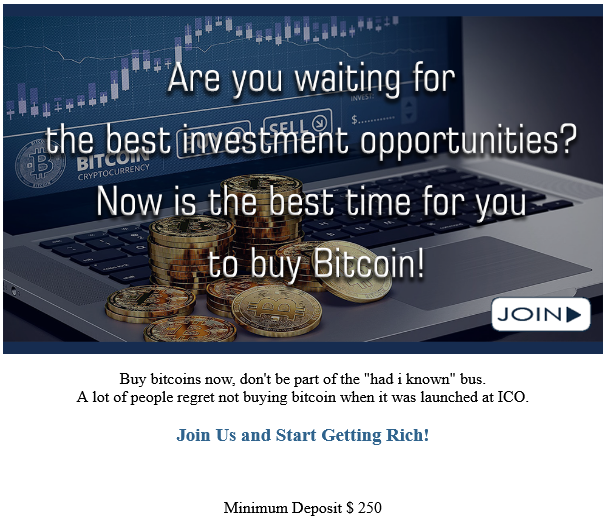 Are you waiting for
the best investment opportunities?
Now is the best time for you
to buy Bitcoin!
INVEST
BUY
SELL
$............
BITCOIN
CRYPTOCURRENCY
JOIN
Buy bitcoins now, don't be part of the "had i known" bus.
A lot of people regret not buying bitcoin when it was launched at ICO.
Join Us and Start Getting Rich!
Minimum Deposit $ 250